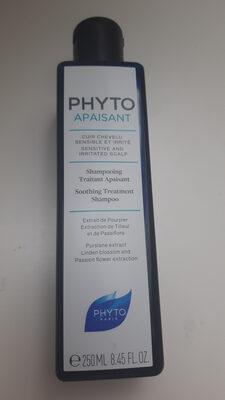 PHYTO
APAISANT
CUIR CHEVELU
SENSIBLE ET IRRITÉ
SENSITIVE AND
IRRITATED SCALP
Shampooing
Traitant Apaisant
Soothing Treatment
Shampoo
Extrait de Pourpier
Extraction de Tilleul
et de Passiflora
Purslane extract
Linden blossom and
Passion flower extraction
PHYTO
PARIS
℮ 250 ML 8.45 FL. OZ.